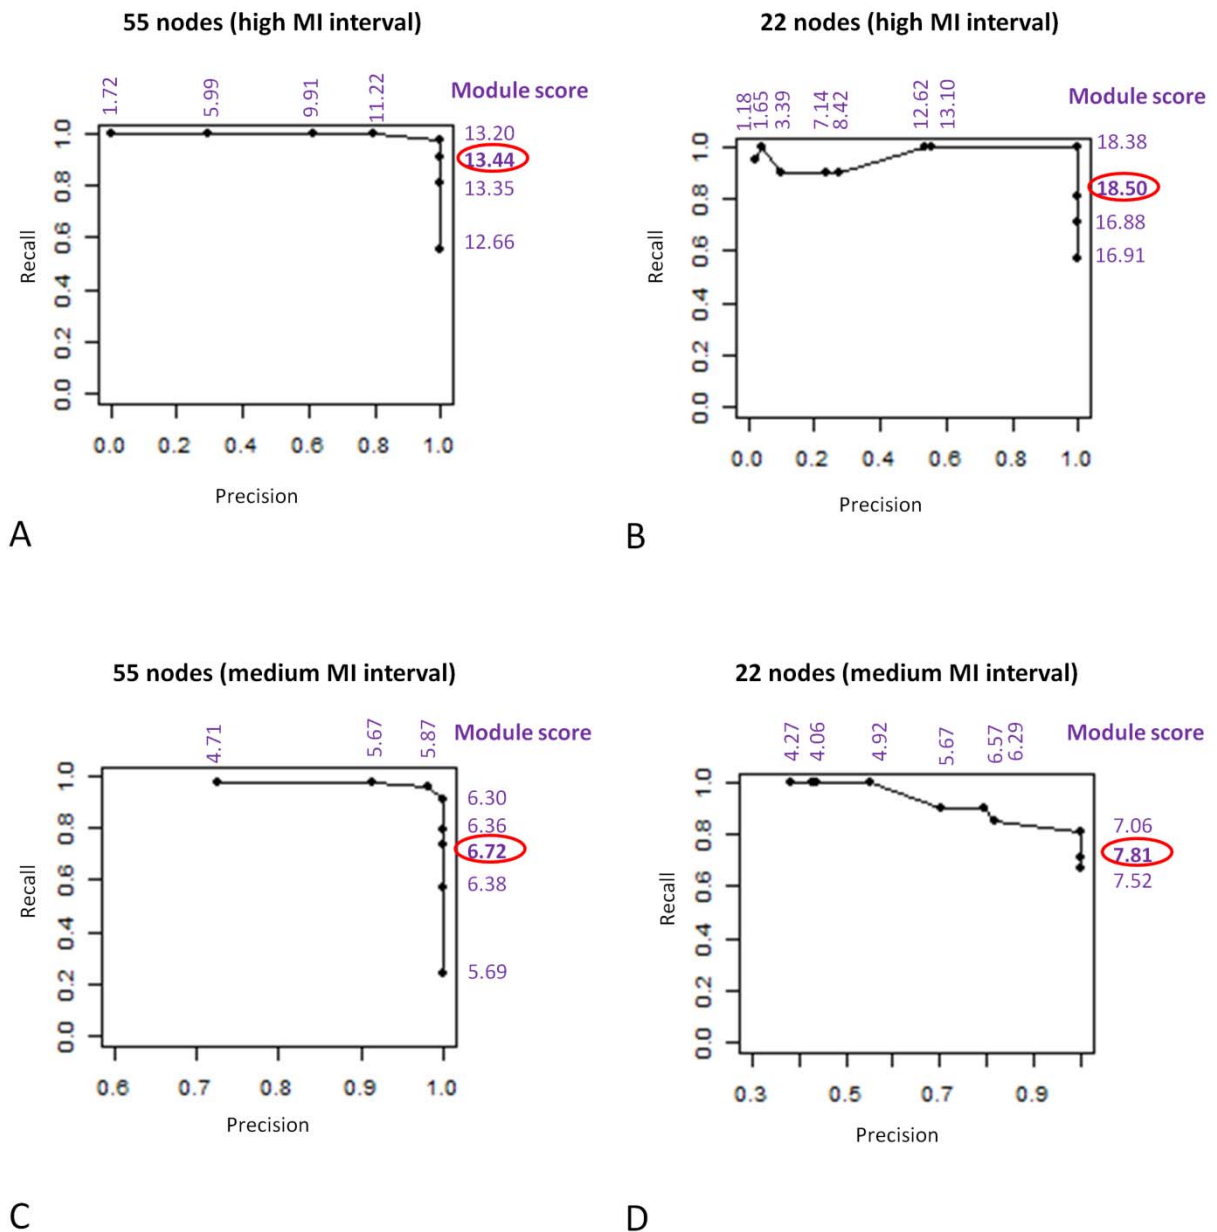 55 nodes (high MI interval)
1.72
5.99
9.91
11.22
Module score
13.20
13.44
13.35
12.66
1.0
0.8
0.6
0.4
0.2
0.0
Recall
0.0 0.2 0.4 0.6 0.8 1.0
Precision
A
22 nodes (high MI interval)
1.18
1.65
3.39
7.14
8.42
12.62
13.10
Module score
18.38
18.50
16.88
16.91
1.0
0.8
0.6
0.4
0.2
0.0
Recall
0.0 0.2 0.4 0.6 0.8 1.0
Precision
B
55 nodes (medium MI interval)
4.71
5.67
5.87
Module score
6.30
6.36
6.72
6.38
5.69
1.0
0.8
0.6
0.4
0.2
0.0
Recall
0.6 0.7 0.8 0.9 1.0
Precision
C
22 nodes (medium MI interval)
4.27
4.06
4.92
5.67
6.57
6.29
Module score
7.06
7.81
7.52
1.0
0.8
0.6
0.4
0.2
0.0
Recall
0.3 0.5 0.7 0.9
Precision
D